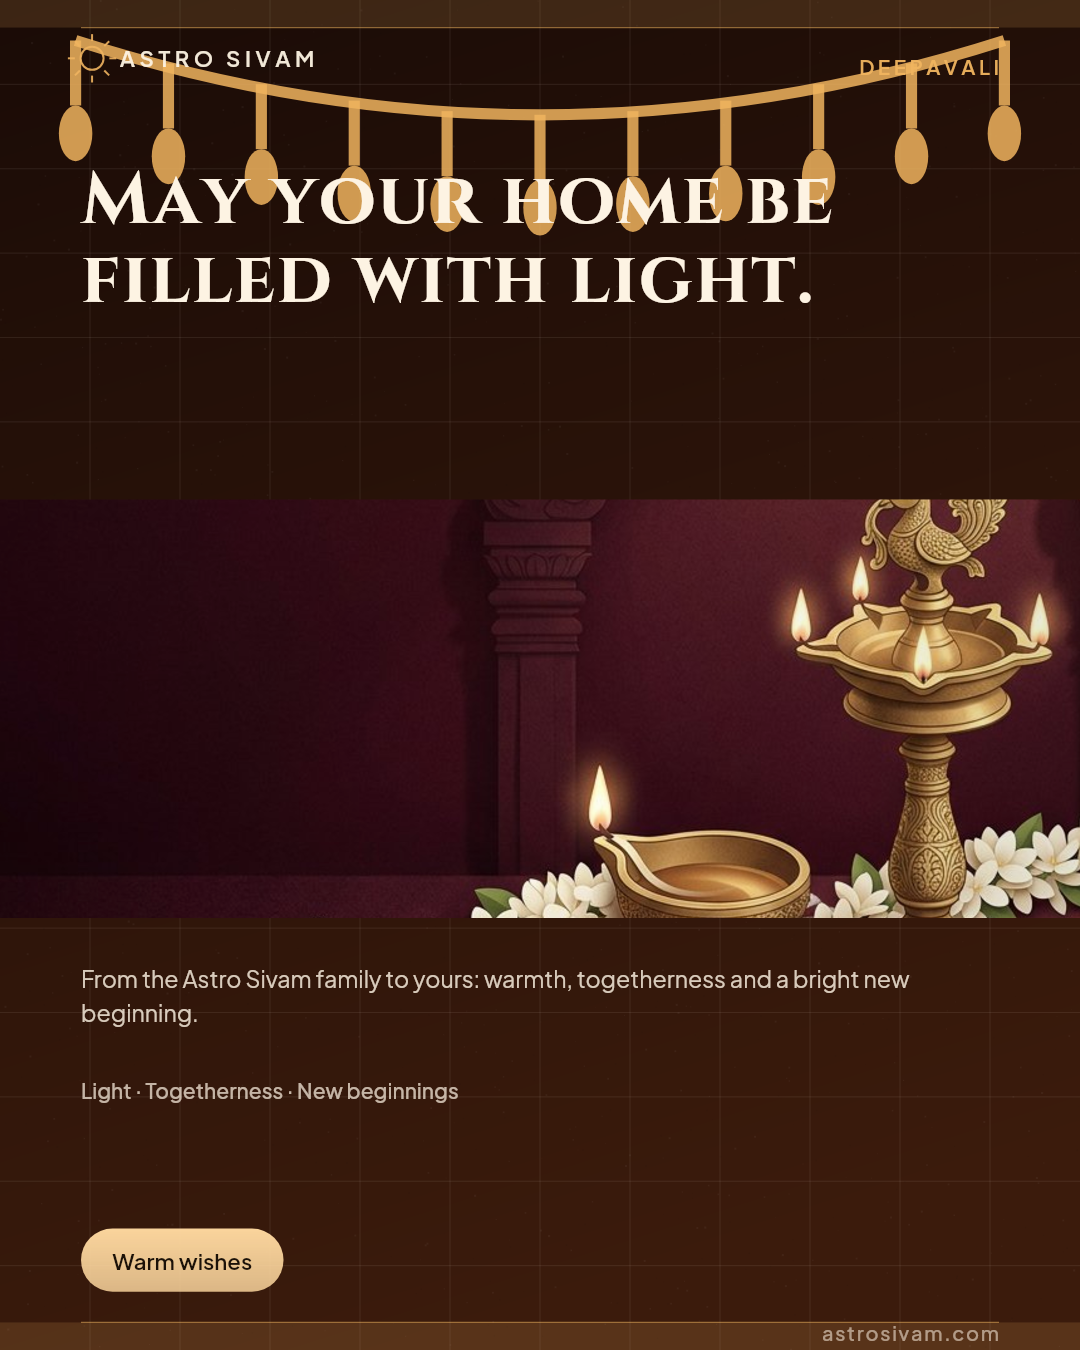 ASTRO SIVAM
DEEPAVALI
MAY YOUR HOME BE
FILLED WITH LIGHT.
From the Astro Sivam family to yours: warmth, togetherness and a bright new
beginning.
Light · Togetherness · New beginnings
Warm wishes
astrosivam.com